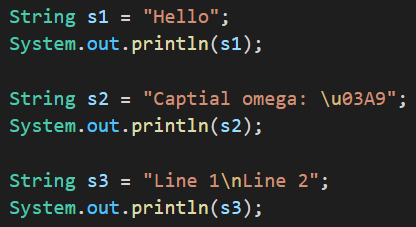 String s1 = "Hello";
System.out.println(s1);
String s2 = "Captial omega: \u03A9";
System.out.println(s2);
String s3 = "Line 1\nLine 2";
System.out.println(s3);